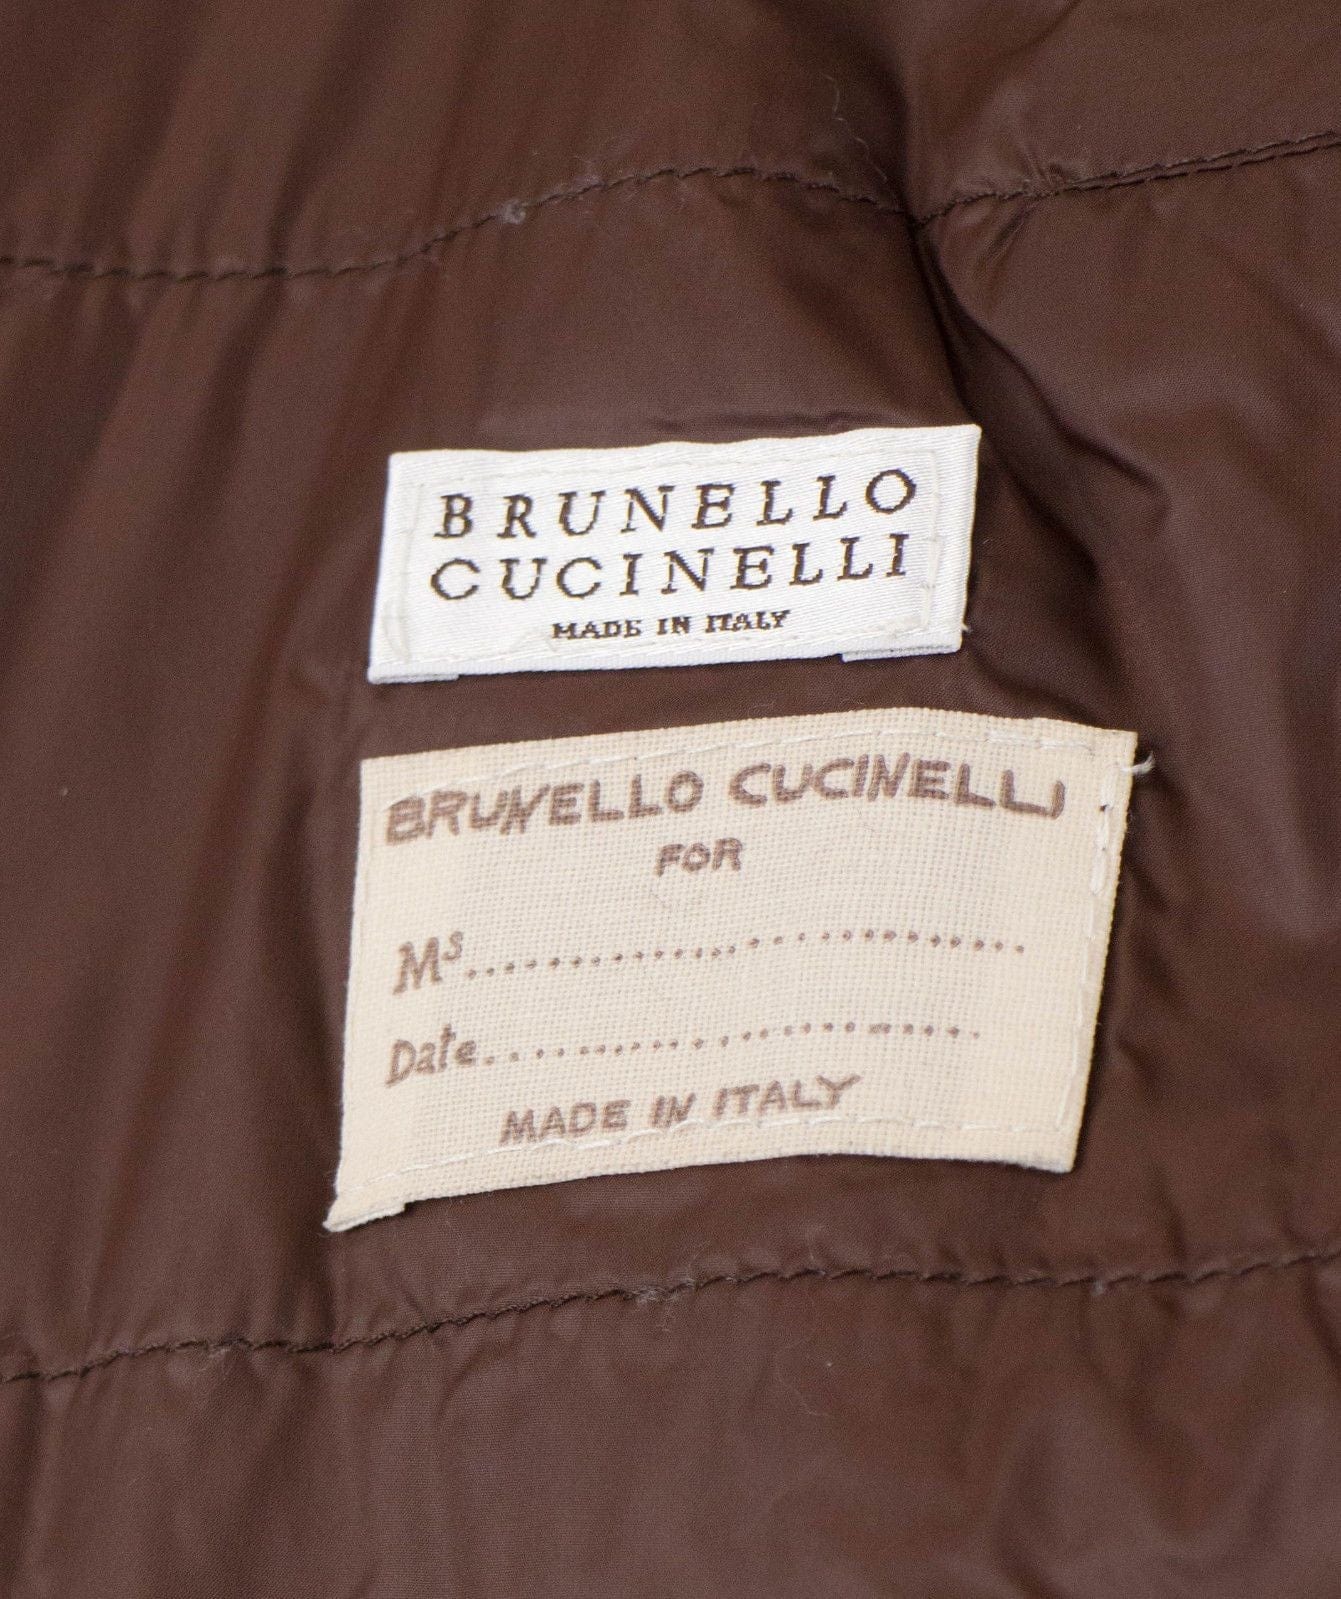 BRUNELLO
CUCINELLI
MADE IN ITALY
BRUNELLO CUCINELLI
FOR
Ms........................
Date........................
MADE IN ITALY